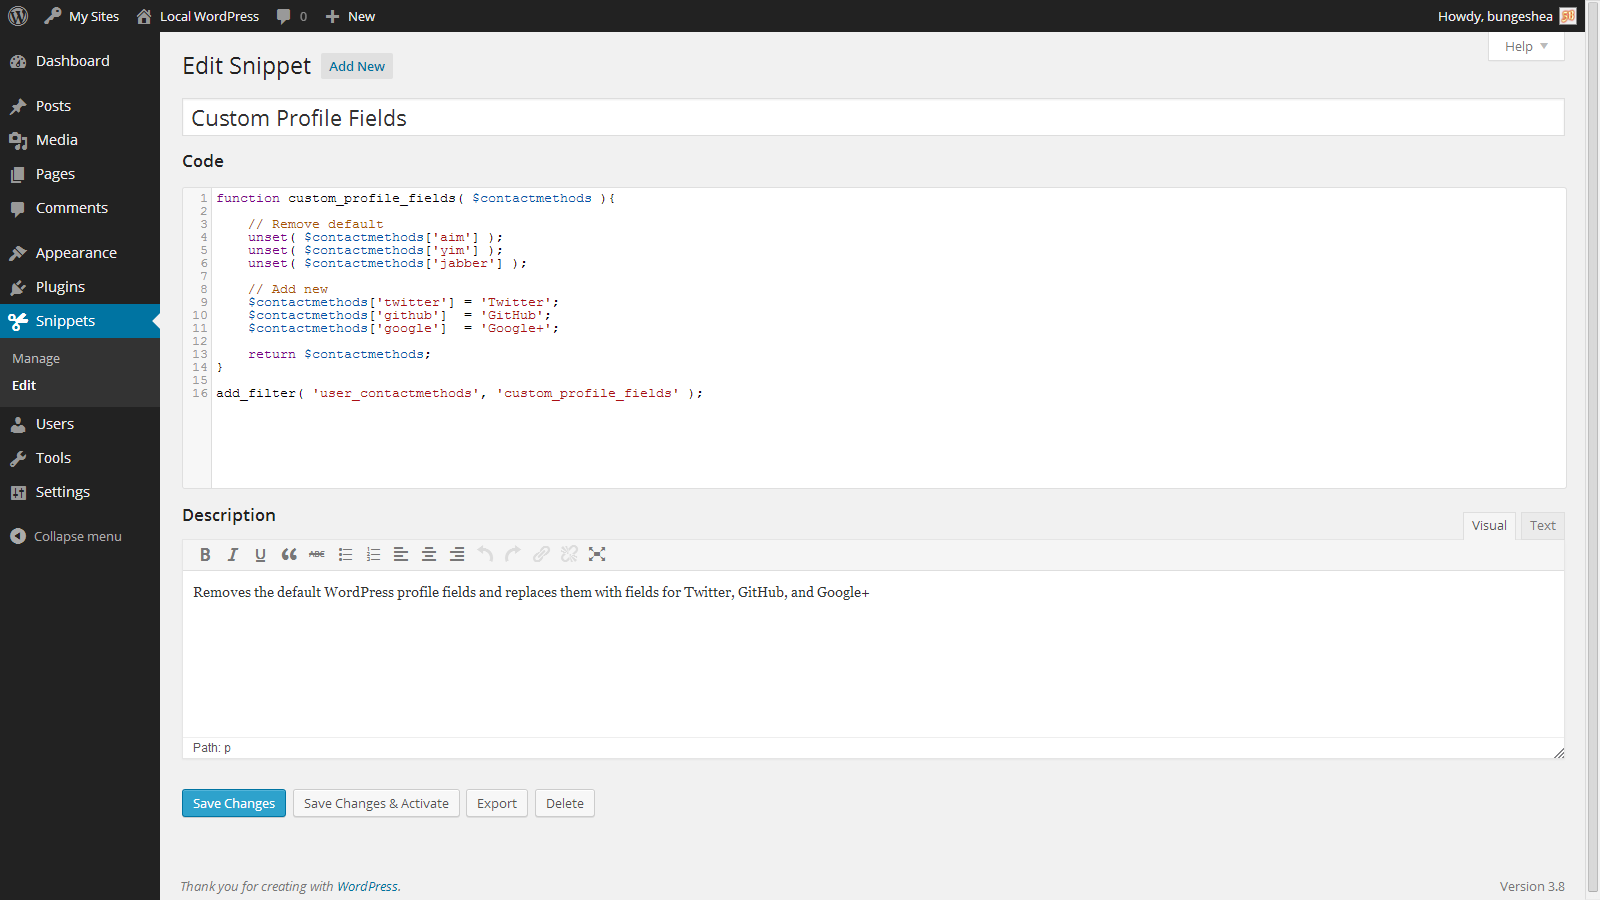 My Sites Local WordPress 0 New Howdy, bungeshea
Help
Dashboard
Posts
Media
Pages
Comments
Appearance
Plugins
Snippets
Manage
Edit
Users
Tools
Settings
Collapse menu
Edit Snippet Add New
Custom Profile Fields
Code
1 function custom_profile_fields( $contactmethods ){
2
3     // Remove default
4     unset( $contactmethods['aim'] );
5     unset( $contactmethods['yim'] );
6     unset( $contactmethods['jabber'] );
7
8     // Add new
9     $contactmethods['twitter'] = 'Twitter';
10     $contactmethods['github']  = 'GitHub';
11     $contactmethods['google']  = 'Google+';
12
13     return $contactmethods;
14 }
15
16 add_filter( 'user_contactmethods', 'custom_profile_fields' );
Description
Visual Text
B I U ABC
Removes the default WordPress profile fields and replaces them with fields for Twitter, GitHub, and Google+
Path: p
Save Changes Save Changes & Activate Export Delete
Thank you for creating with WordPress.
Version 3.8